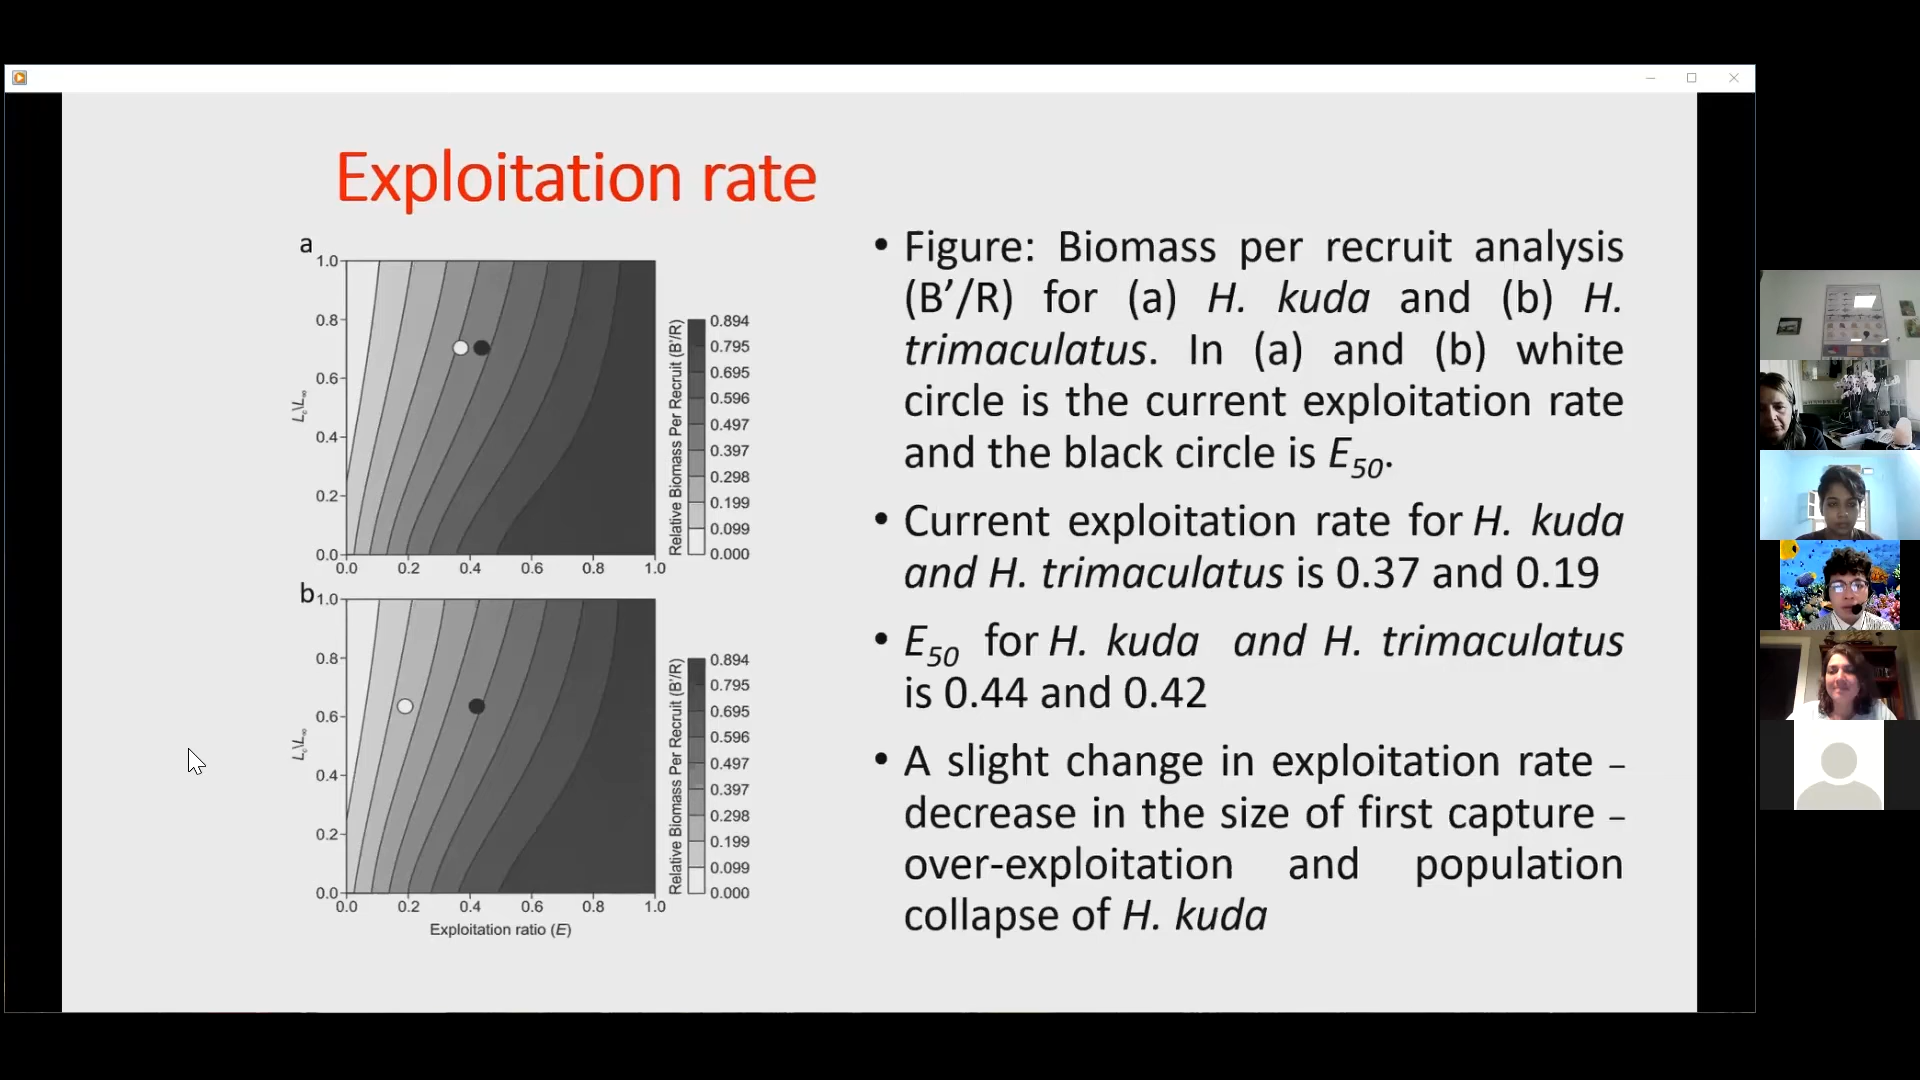 Exploitation rate
a
1.0
0.8
0.6
0.4
0.2
0.0
0.0 0.2 0.4 0.6 0.8 1.0
Lc\L∞
Relative Biomass Per Recruit (B'/R)
0.894
0.795
0.695
0.596
0.497
0.397
0.298
0.199
0.099
0.000
b
1.0
0.8
0.6
0.4
0.2
0.0
0.0 0.2 0.4 0.6 0.8 1.0
Lc\L∞
Exploitation ratio (E)
Relative Biomass Per Recruit (B'/R)
0.894
0.795
0.695
0.596
0.497
0.397
0.298
0.199
0.099
0.000
• Figure: Biomass per recruit analysis
(B’/R) for (a) H. kuda and (b) H.
trimaculatus. In (a) and (b) white
circle is the current exploitation rate
and the black circle is E50.
• Current exploitation rate for H. kuda
and H. trimaculatus is 0.37 and 0.19
• E50 for H. kuda and H. trimaculatus
is 0.44 and 0.42
• A slight change in exploitation rate –
decrease in the size of first capture –
over-exploitation and population
collapse of H. kuda